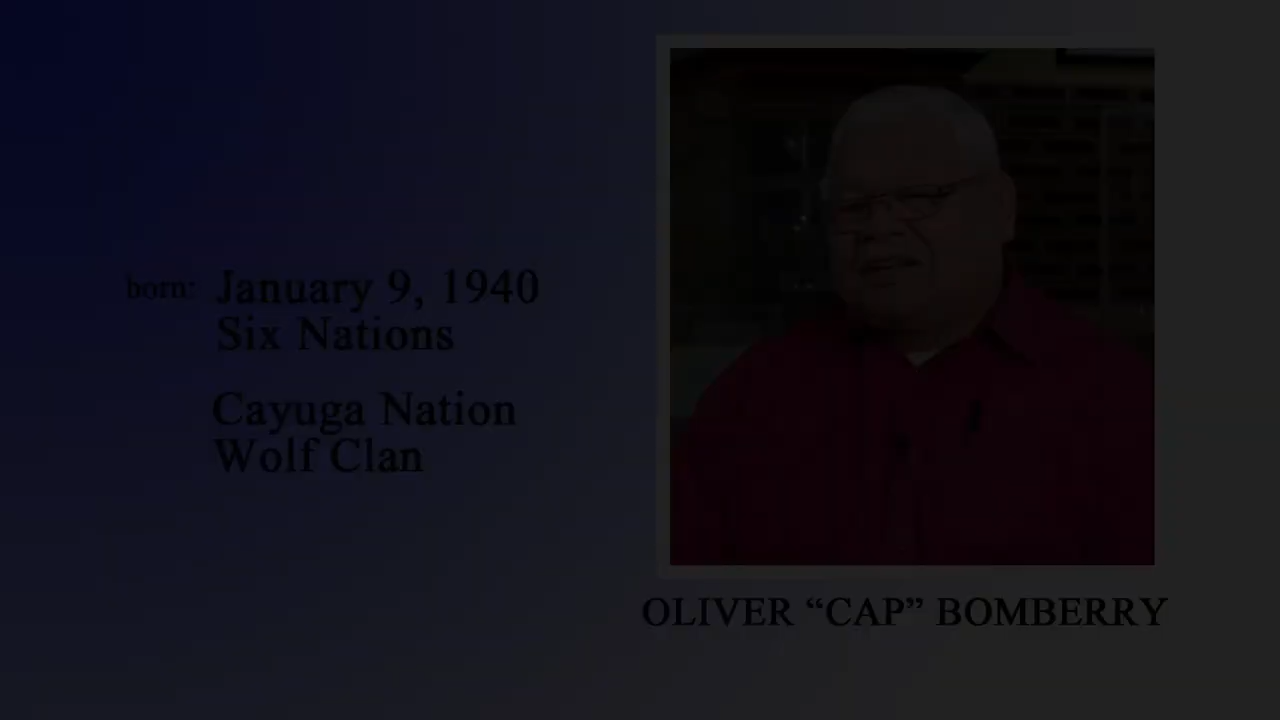 born: January 9, 1940
Six Nations
Cayuga Nation
Wolf Clan
OLIVER “CAP” BOMBERRY